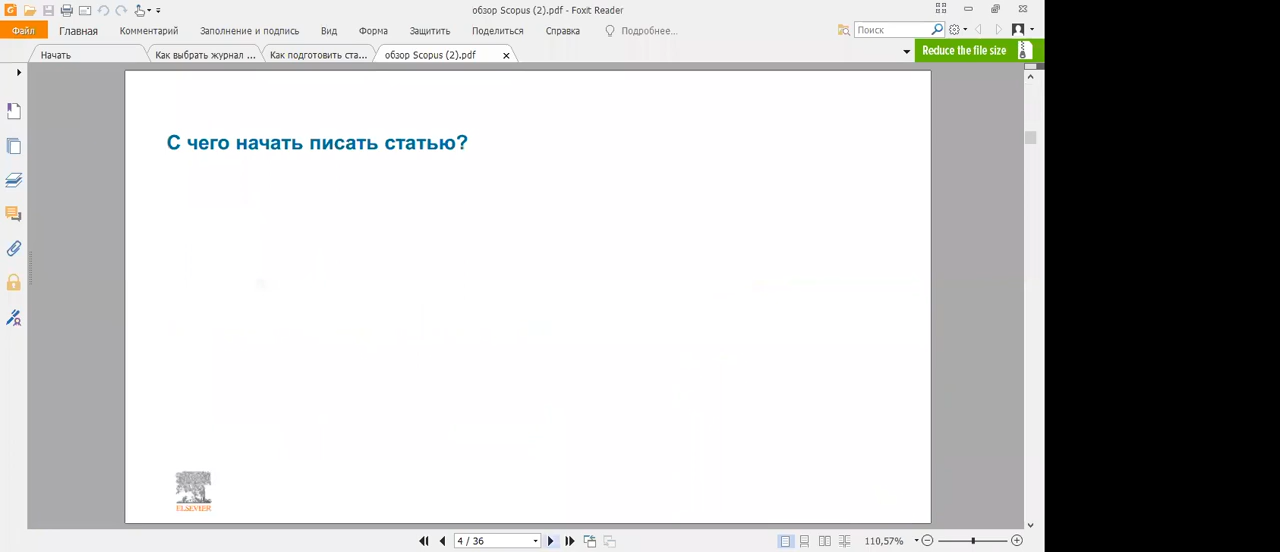 обзор Scopus (2).pdf - Foxit Reader
Файл Главная Комментарий Заполнение и подпись Вид Форма Защитить Поделиться Справка Подробнее... Поиск
Начать Как выбрать журнал ... Как подготовить ста... обзор Scopus (2).pdf Reduce the file size
С чего начать писать статью?
ELSEVIER
4 / 36 110,57%